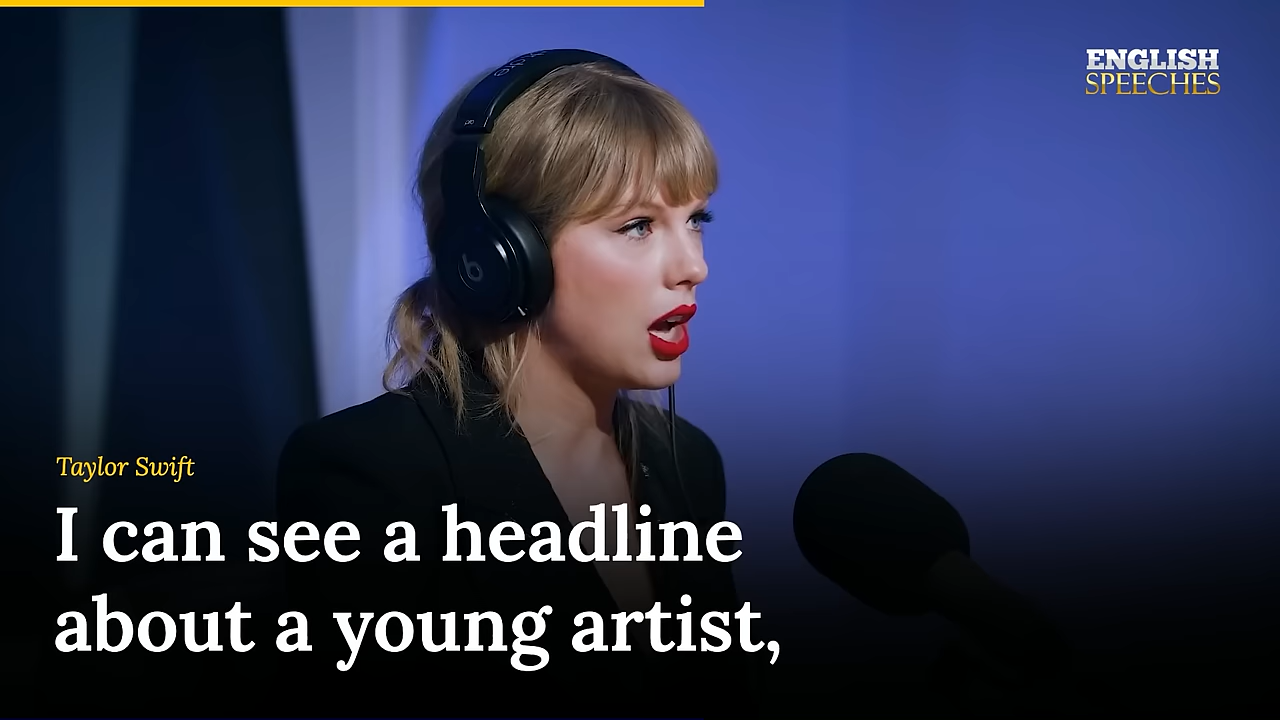 ENGLISH
SPEECHES
Taylor Swift
I can see a headline
about a young artist,